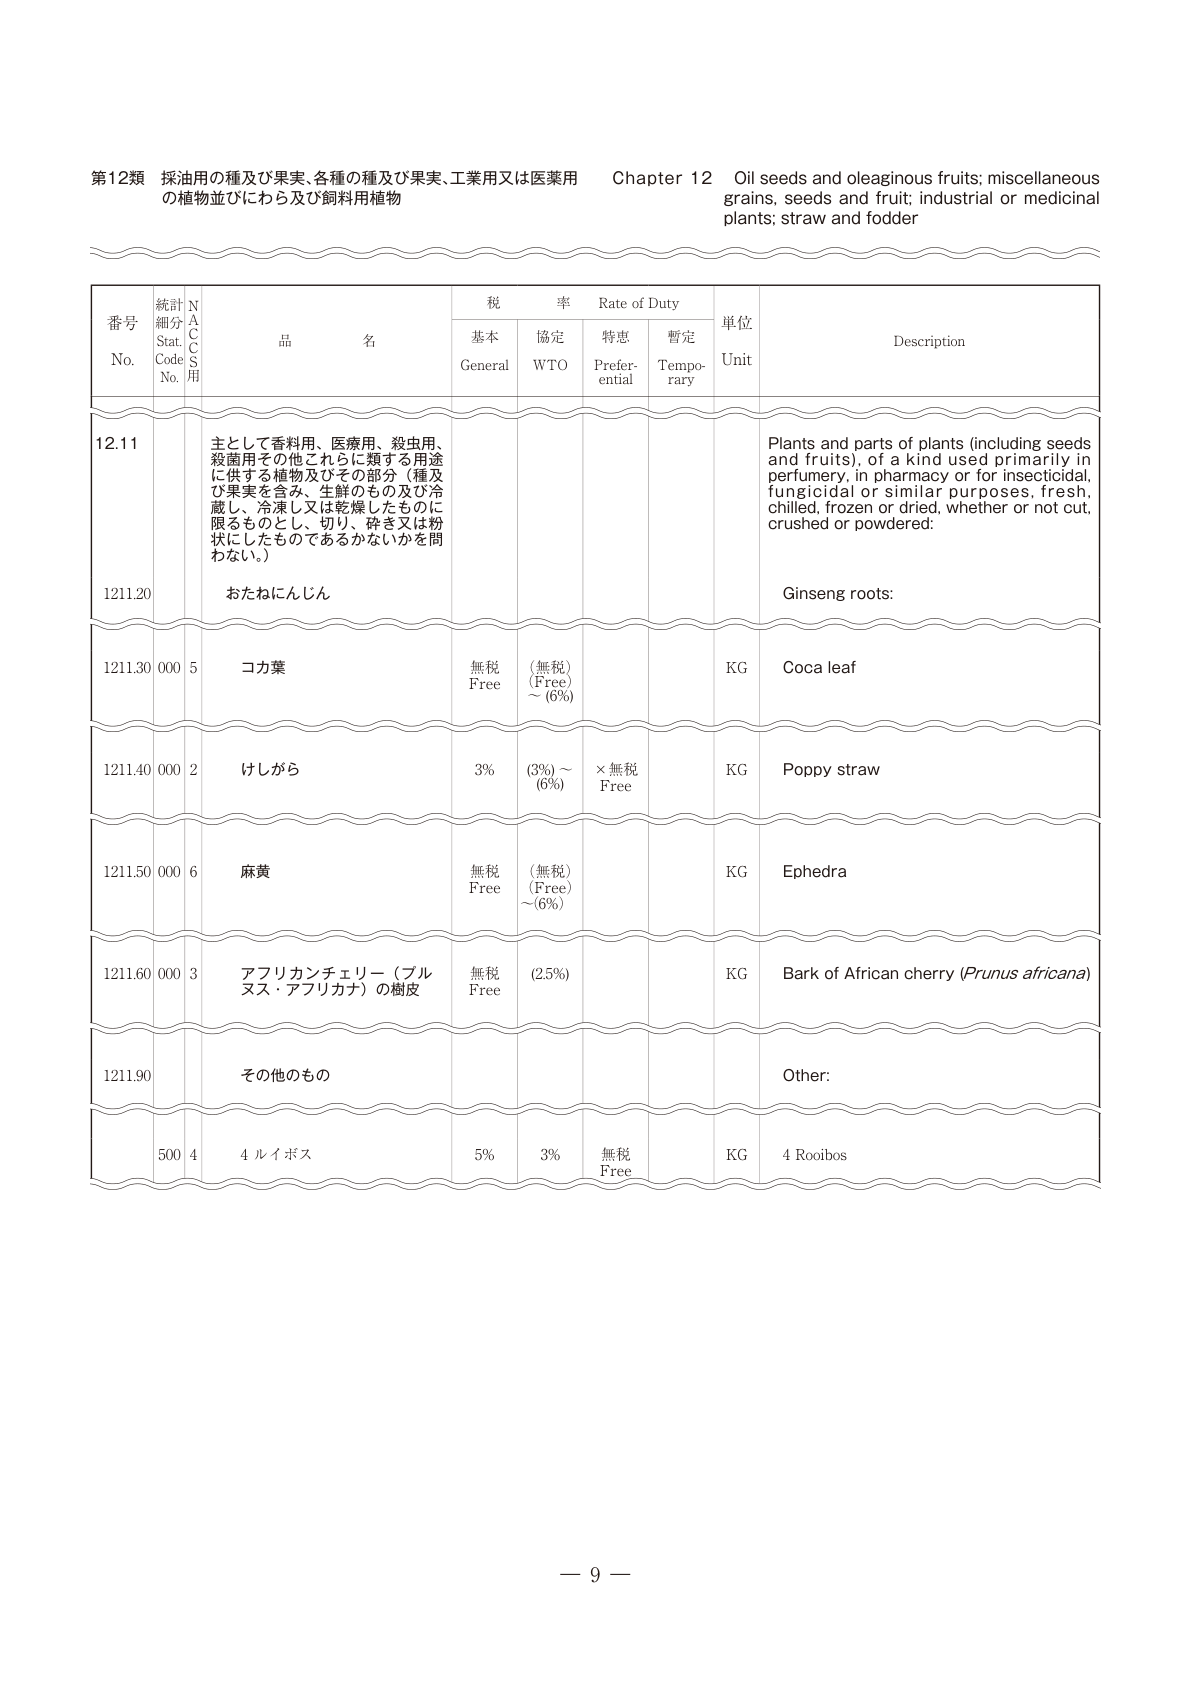 第12類 採油用の種及び果実、各種の種及び果実、工業用又は医薬用
の植物並びにわら及び飼料用植物
Chapter 12 Oil seeds and oleaginous fruits; miscellaneous
grains, seeds and fruit; industrial or medicinal
plants; straw and fodder
番号
No.
統計
細分
Stat.
Code
No.
NACCS用
品 名
税 率 Rate of Duty
基本
General
協定
WTO
特恵
Prefer-
ential
暫定
Tempo-
rary
単位
Unit
Description
12.11
主として香料用、医療用、殺虫用、
殺菌用その他これらに類する用途
に供する植物及びその部分（種及
び果実を含み、生鮮のもの及び冷
蔵し、冷凍し又は乾燥したものに
限るものとし、切り、砕き又は粉
状にしたものであるかないかを問
わない。）
Plants and parts of plants (including seeds
and fruits), of a kind used primarily in
perfumery, in pharmacy or for insecticidal,
fungicidal or similar purposes, fresh,
chilled, frozen or dried, whether or not cut,
crushed or powdered:
1211.20 おたねにんじん Ginseng roots:
1211.30 000 5 コカ葉 無税 （無税） KG Coca leaf
Free （Free）
～ (6%)
1211.40 000 2 けしがら 3% (3%) ～ ×無税 KG Poppy straw
(6%) Free
1211.50 000 6 麻黄 無税 （無税） KG Ephedra
Free （Free）
～(6%)
1211.60 000 3 アフリカンチェリー（プル 無税 (2.5%) KG Bark of African cherry (Prunus africana)
ヌス・アフリカナ）の樹皮 Free
1211.90 その他のもの Other:
500 4 4 ルイボス 5% 3% 無税 KG 4 Rooibos
Free
— 9 —